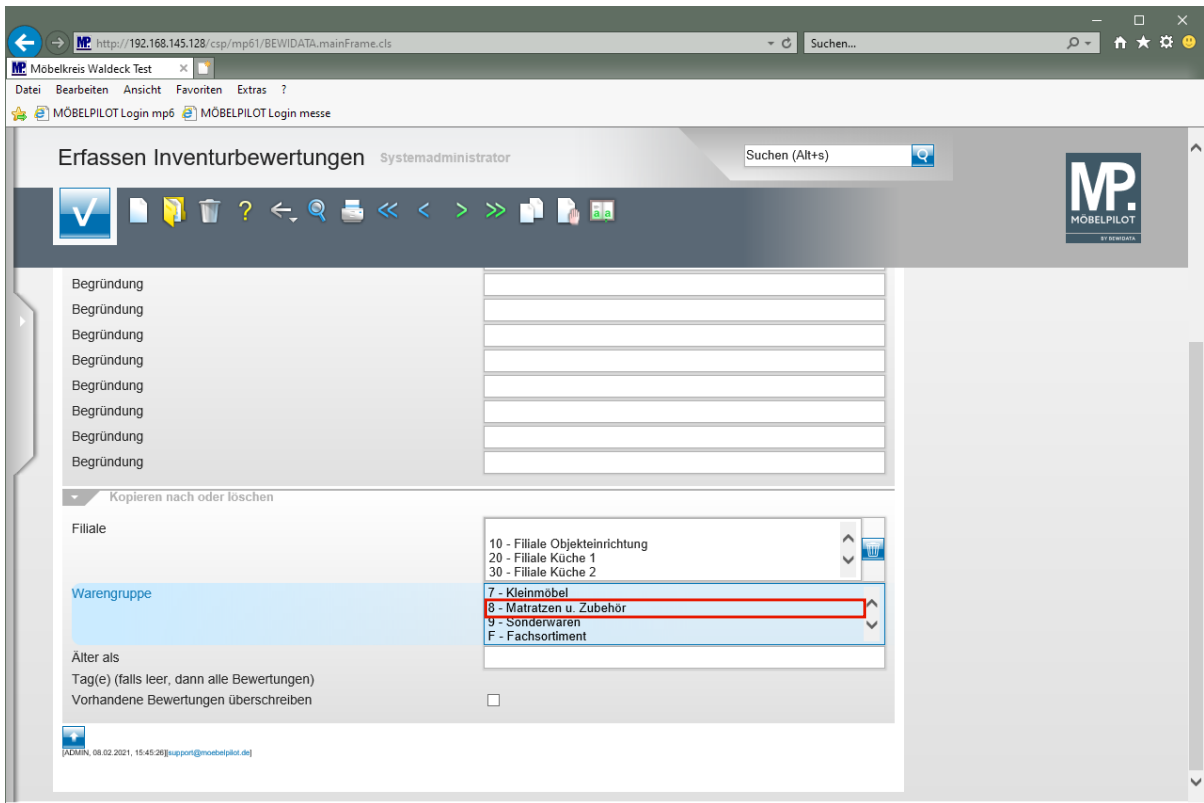 http://192.168.145.128/csp/mp61/BEWIDATA.mainFrame.cls
Suchen...
Möbelkreis Waldeck Test
Datei Bearbeiten Ansicht Favoriten Extras ?
MÖBELPILOT Login mp6 MÖBELPILOT Login messe
Erfassen Inventurbewertungen Systemadministrator
Suchen (Alt+s)
MP.
MÖBELPILOT
BY BEWIDATA
Begründung
Begründung
Begründung
Begründung
Begründung
Begründung
Begründung
Begründung
Kopieren nach oder löschen
Filiale
10 - Filiale Objekteinrichtung
20 - Filiale Küche 1
30 - Filiale Küche 2
Warengruppe
7 - Kleinmöbel
8 - Matratzen u. Zubehör
9 - Sonderwaren
F - Fachsortiment
Älter als
Tag(e) (falls leer, dann alle Bewertungen)
Vorhandene Bewertungen überschreiben
[ADMIN, 08.02.2021, 15:45:26][support@moebelpilot.de]